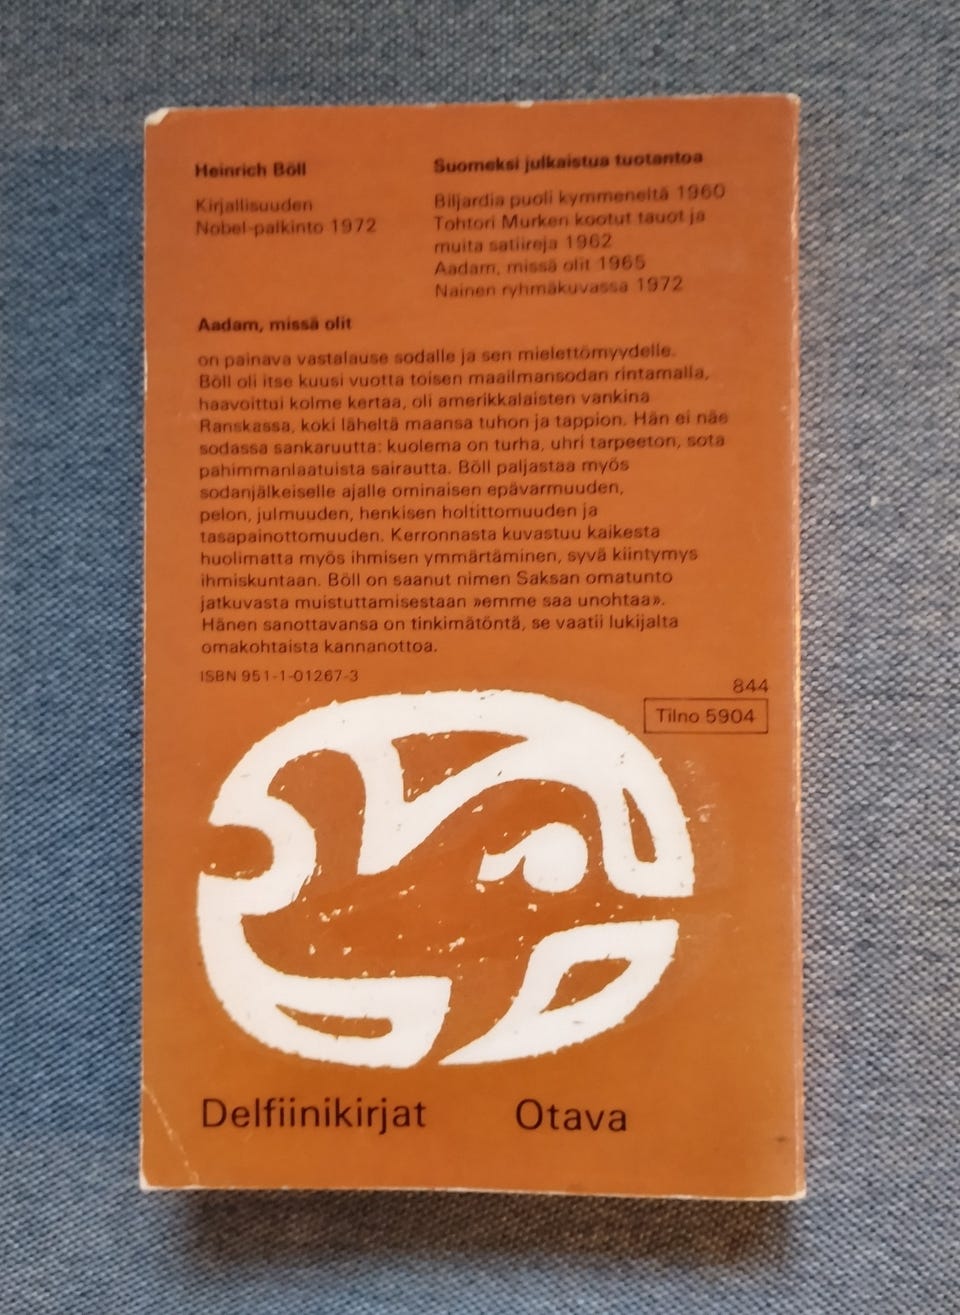 Heinrich Böll
Kirjallisuuden
Nobel-palkinto 1972
Suomeksi julkaistua tuotantoa
Biljardia puoli kymmeneltä 1960
Tohtori Murken kootut tauot ja
muita satiireja 1962
Aadam, missä olit 1965
Nainen ryhmäkuvassa 1972
Aadam, missä olit
on painava vastalause sodalle ja sen mielettömyydelle.
Böll oli itse kuusi vuotta toisen maailmansodan rintamalla,
haavoittui kolme kertaa, oli amerikkalaisten vankina
Ranskassa, koki läheltä maansa tuhon ja tappion. Hän ei näe
sodassa sankaruutta: kuolema on turha, uhri tarpeeton, sota
pahimmanlaatuista sairautta. Böll paljastaa myös
sodanjälkeiselle ajalle ominaisen epävarmuuden,
pelon, julmuuden, henkisen holtittomuuden ja
tasapainottomuuden. Kerronnasta kuvastuu kaikesta
huolimatta myös ihmisen ymmärtäminen, syvä kiintymys
ihmiskuntaan. Böll on saanut nimen Saksan omatunto
jatkuvasta muistuttamisestaan »emme saa unohtaa».
Hänen sanottavansa on tinkimätöntä, se vaatii lukijalta
omakohtaista kannanottoa.
ISBN 951-1-01267-3
844
Tilno 5904
Delfiinikirjat Otava